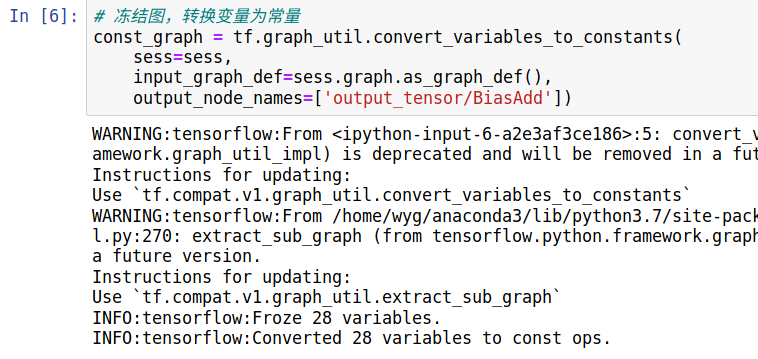 In [6]: # 冻结图，转换变量为常量
const_graph = tf.graph_util.convert_variables_to_constants(
sess=sess,
input_graph_def=sess.graph.as_graph_def(),
output_node_names=['output_tensor/BiasAdd'])
WARNING:tensorflow:From <ipython-input-6-a2e3af3ce186>:5: convert_v
amework.graph_util_impl) is deprecated and will be removed in a fut
Instructions for updating:
Use `tf.compat.v1.graph_util.convert_variables_to_constants`
WARNING:tensorflow:From /home/wyg/anaconda3/lib/python3.7/site-pack
l.py:270: extract_sub_graph (from tensorflow.python.framework.graph
a future version.
Instructions for updating:
Use `tf.compat.v1.graph_util.extract_sub_graph`
INFO:tensorflow:Froze 28 variables.
INFO:tensorflow:Converted 28 variables to const ops.